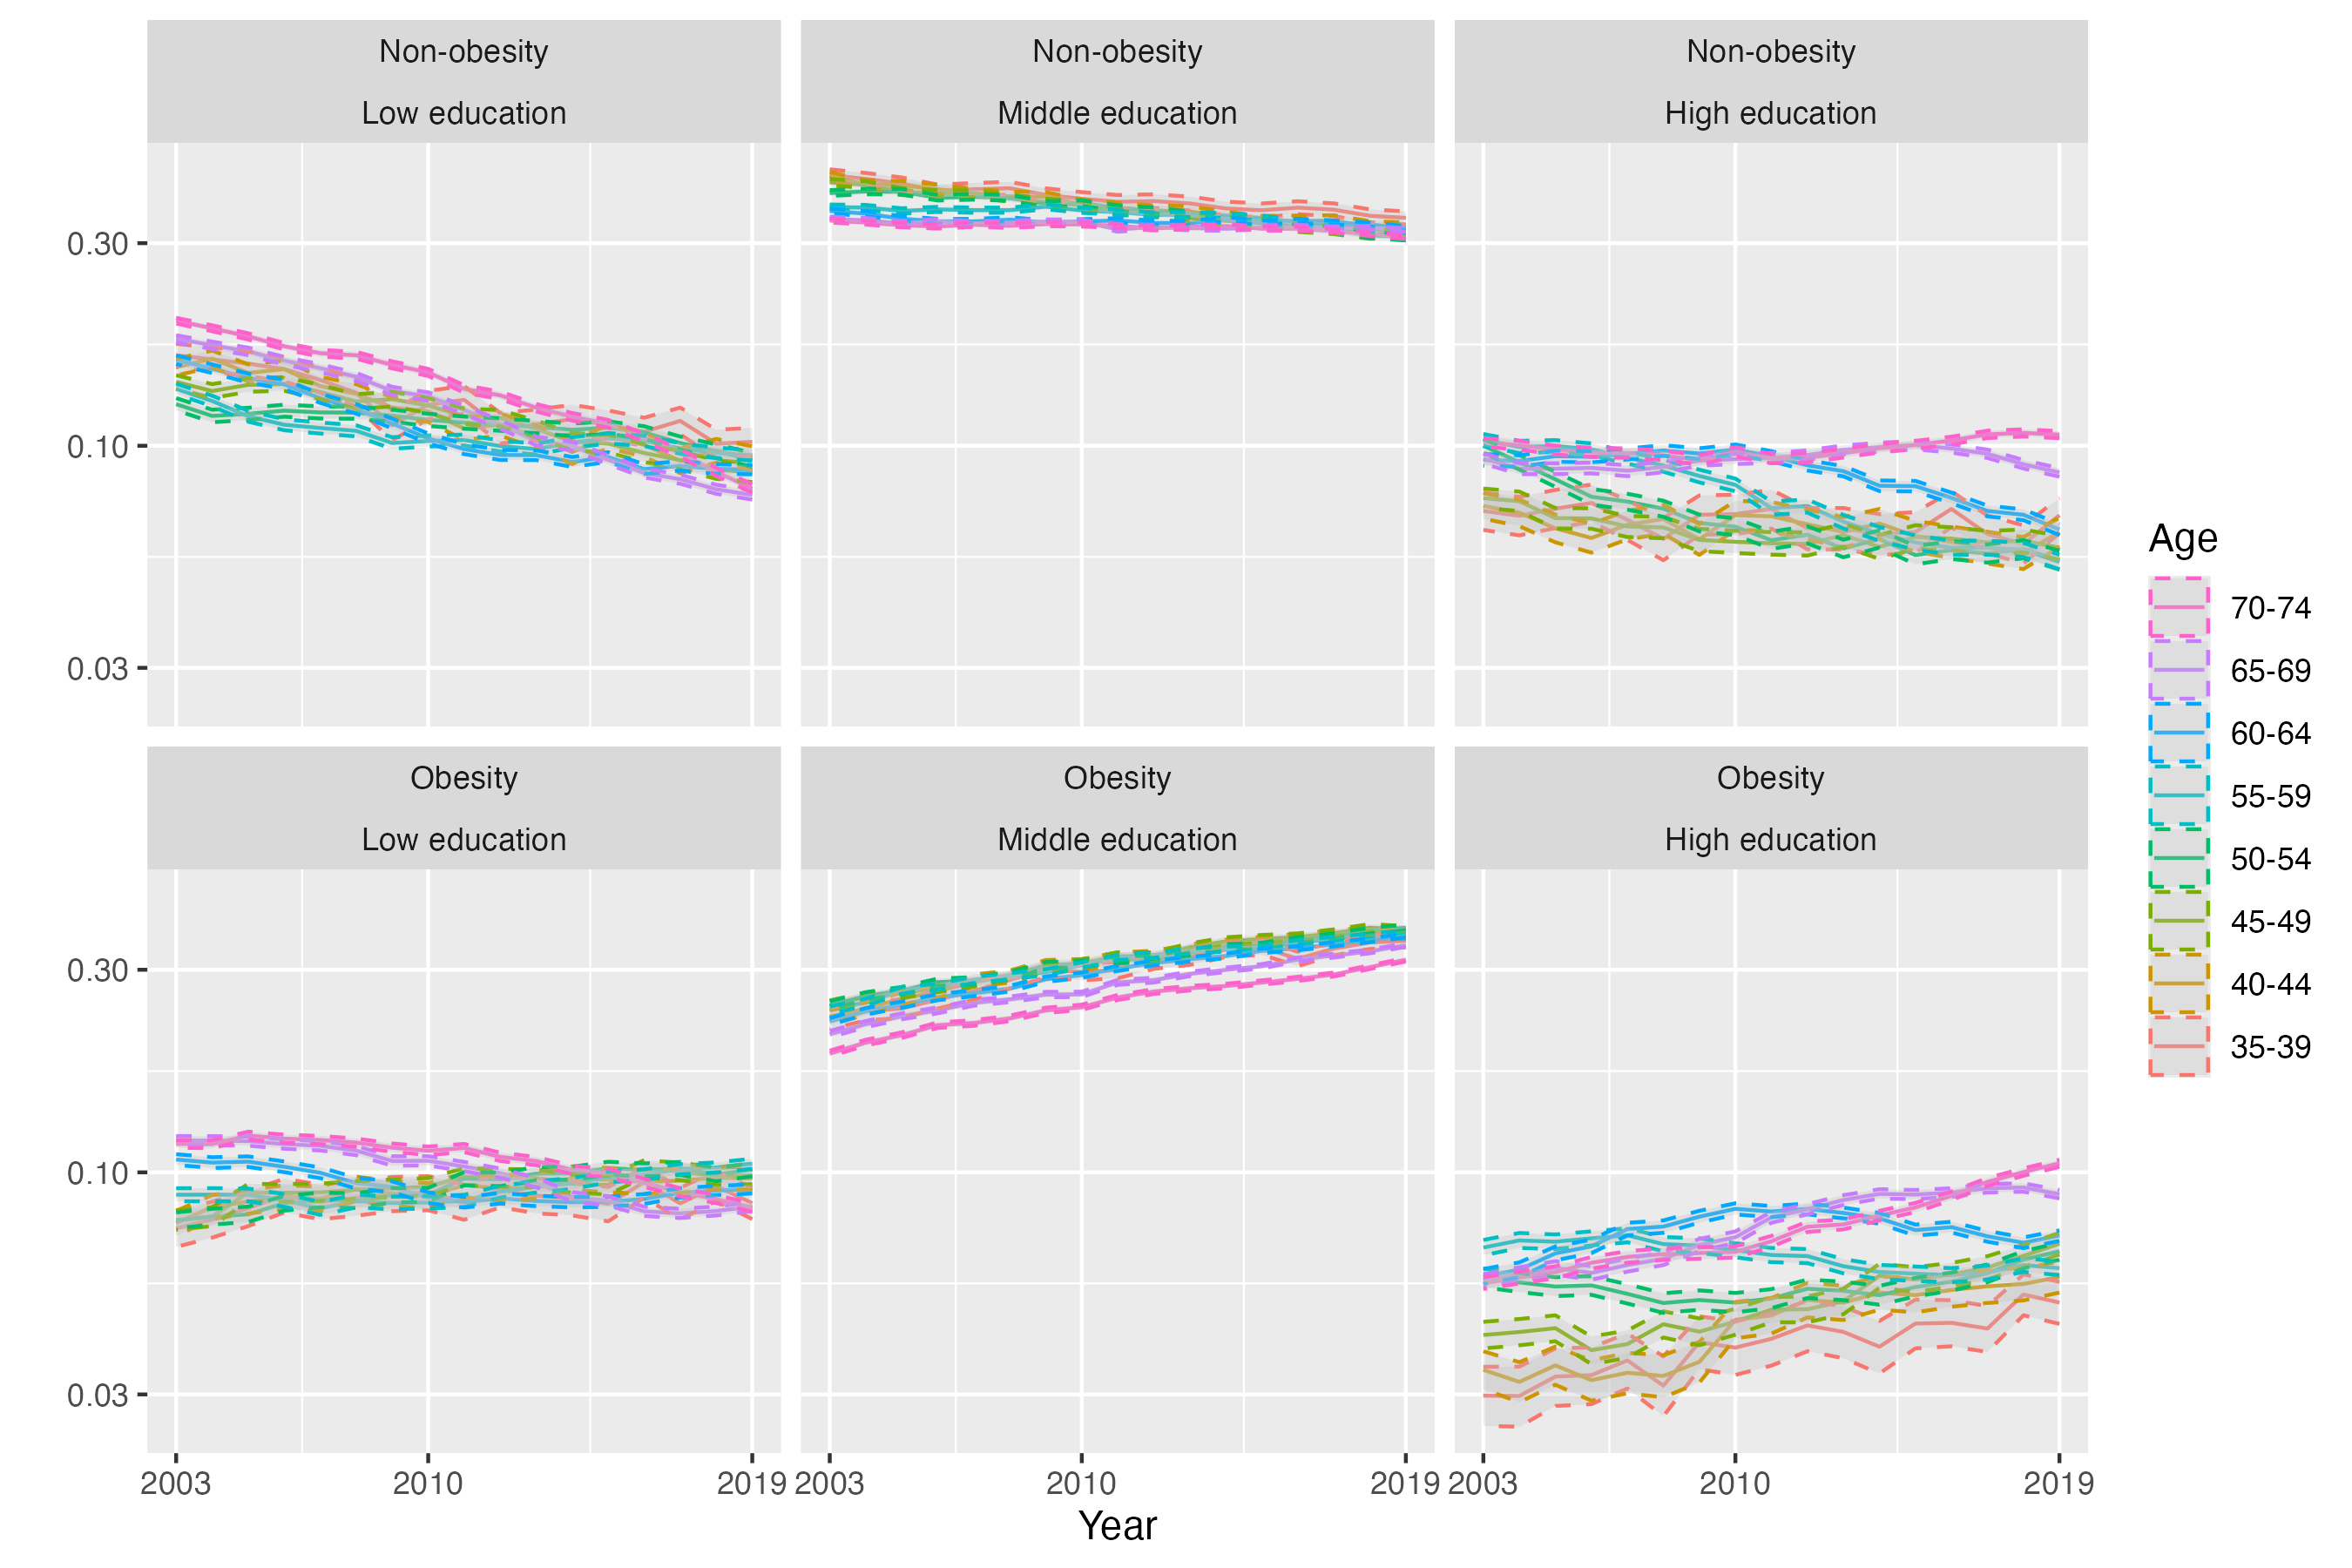 Non-obesity
Low education
Non-obesity
Middle education
Non-obesity
High education
0.30
0.10
0.03
Obesity
Low education
Obesity
Middle education
Obesity
High education
0.30
0.10
0.03
2003 2010 2019
2003 2010 2019
2003 2010 2019
Year
Age
70-74
65-69
60-64
55-59
50-54
45-49
40-44
35-39